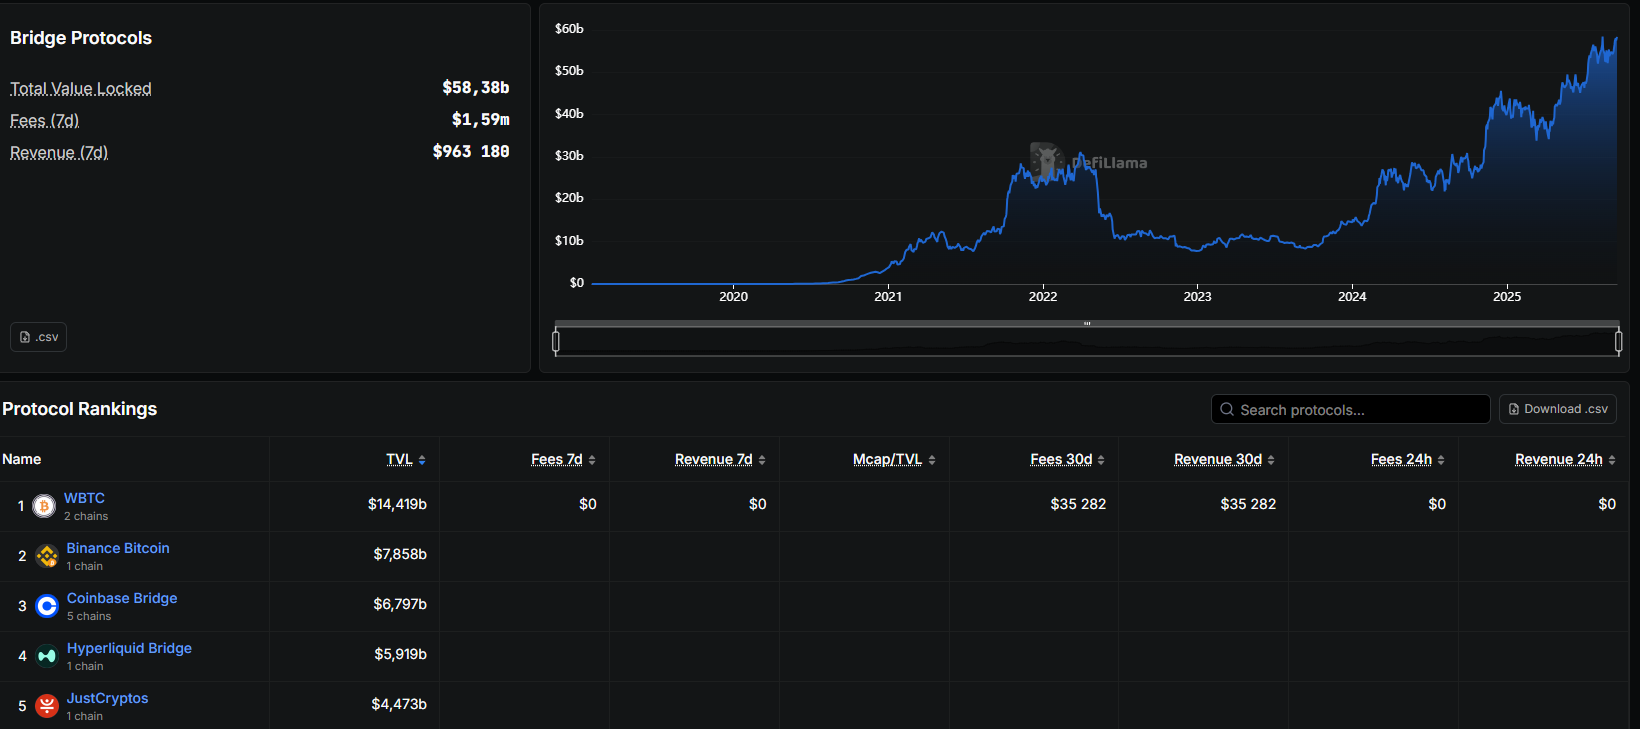 Bridge Protocols
Total Value Locked $58,38b
Fees (7d) $1,59m
Revenue (7d) $963 180
.csv
$60b
$50b
$40b
$30b
$20b
$10b
$0
DefiLlama
2020 2021 2022 2023 2024 2025
Protocol Rankings
Search protocols...
Download .csv
Name TVL Fees 7d Revenue 7d Mcap/TVL Fees 30d Revenue 30d Fees 24h Revenue 24h
1 WBTC $14,419b $0 $0 $35 282 $35 282 $0 $0
2 chains
2 Binance Bitcoin $7,858b
1 chain
3 Coinbase Bridge $6,797b
5 chains
4 Hyperliquid Bridge $5,919b
1 chain
5 JustCryptos $4,473b
1 chain